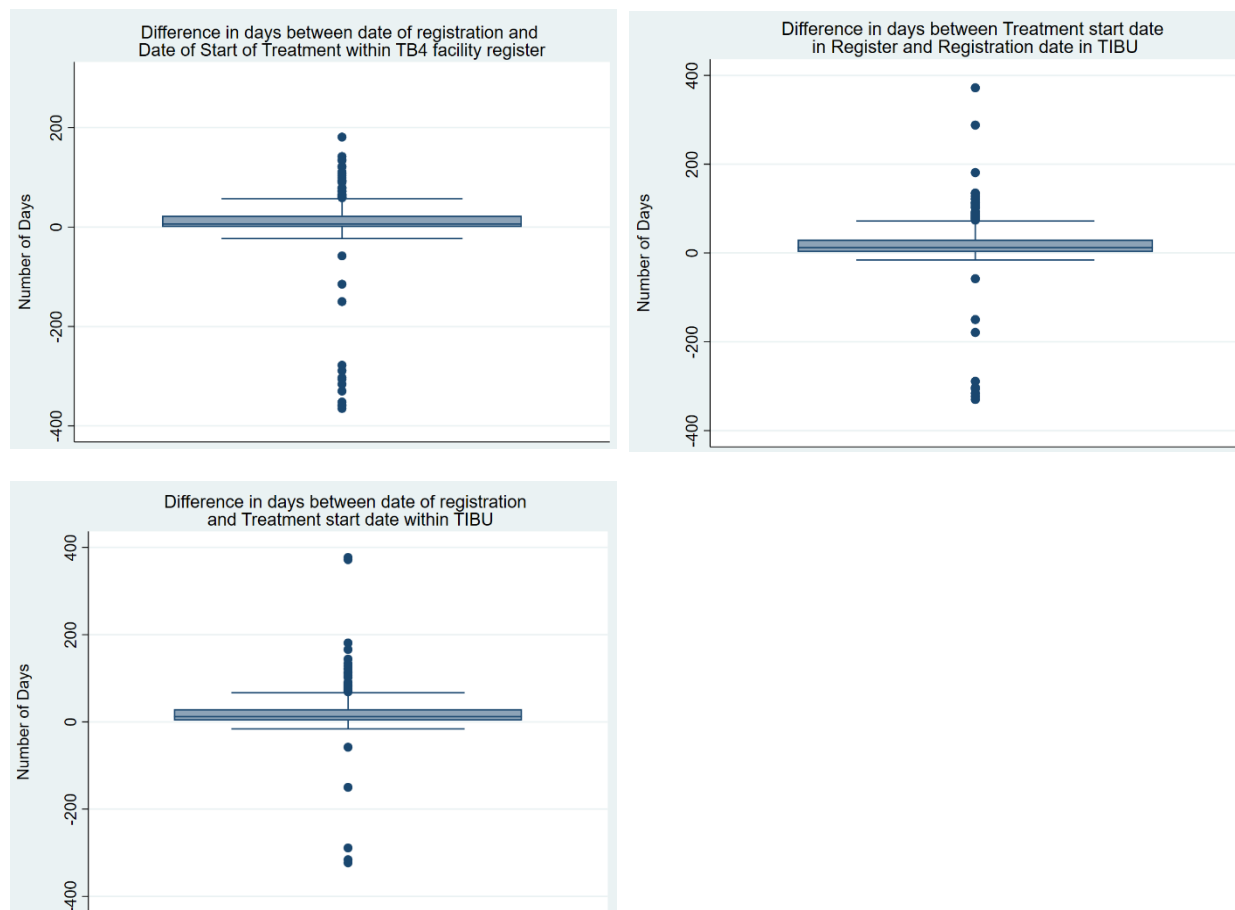 Difference in days between date of registration and
Date of Start of Treatment within TB4 facility register
Number of Days
200
0
-200
-400
Difference in days between Treatment start date
in Register and Registration date in TIBU
Number of Days
400
200
0
-200
-400
Difference in days between date of registration
and Treatment start date within TIBU
Number of Days
400
200
0
-200
-400